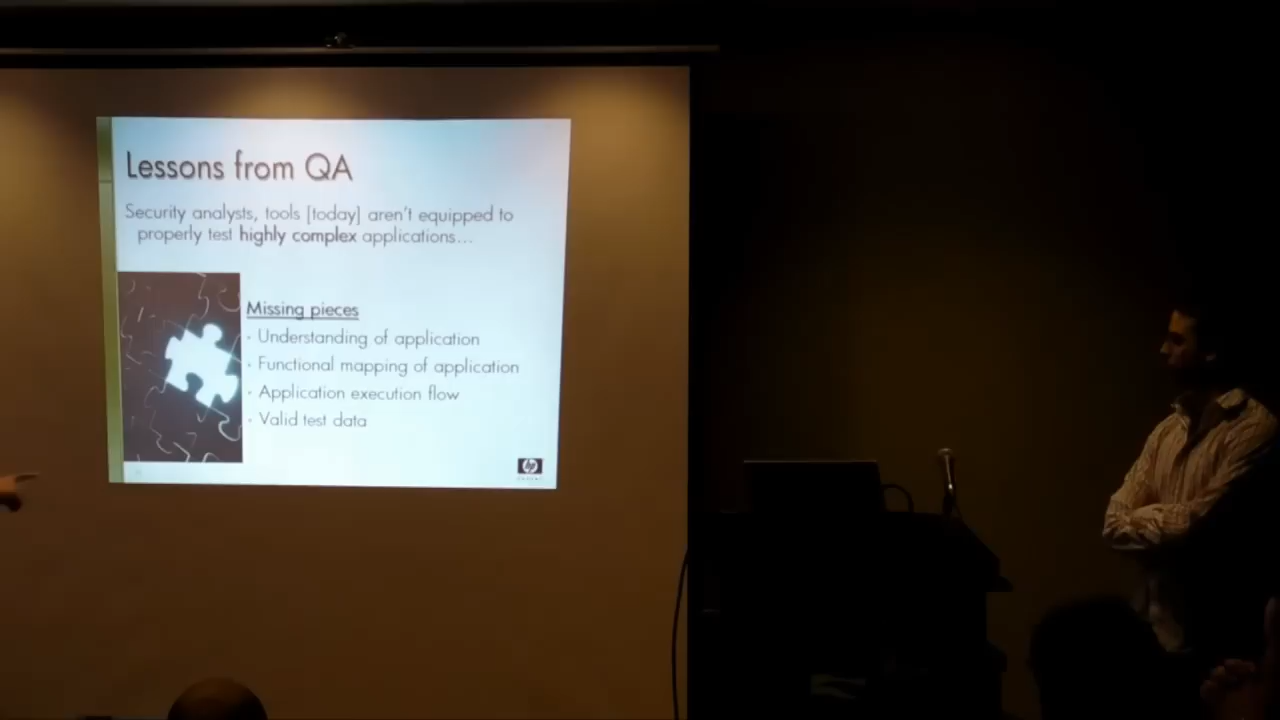 Lessons from QA
Security analysts, tools [today] aren't equipped to
properly test highly complex applications...
Missing pieces
• Understanding of application
• Functional mapping of application
• Application execution flow
• Valid test data
hp